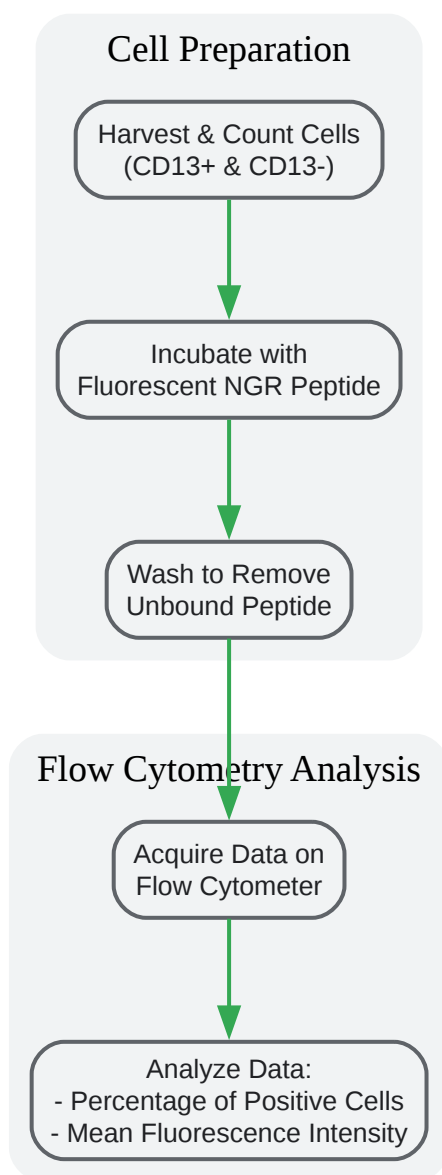 Cell Preparation
Harvest & Count Cells
(CD13+ & CD13-)
Incubate with
Fluorescent NGR Peptide
Wash to Remove
Unbound Peptide
Flow Cytometry Analysis
Acquire Data on
Flow Cytometer
Analyze Data:
- Percentage of Positive Cells
- Mean Fluorescence Intensity